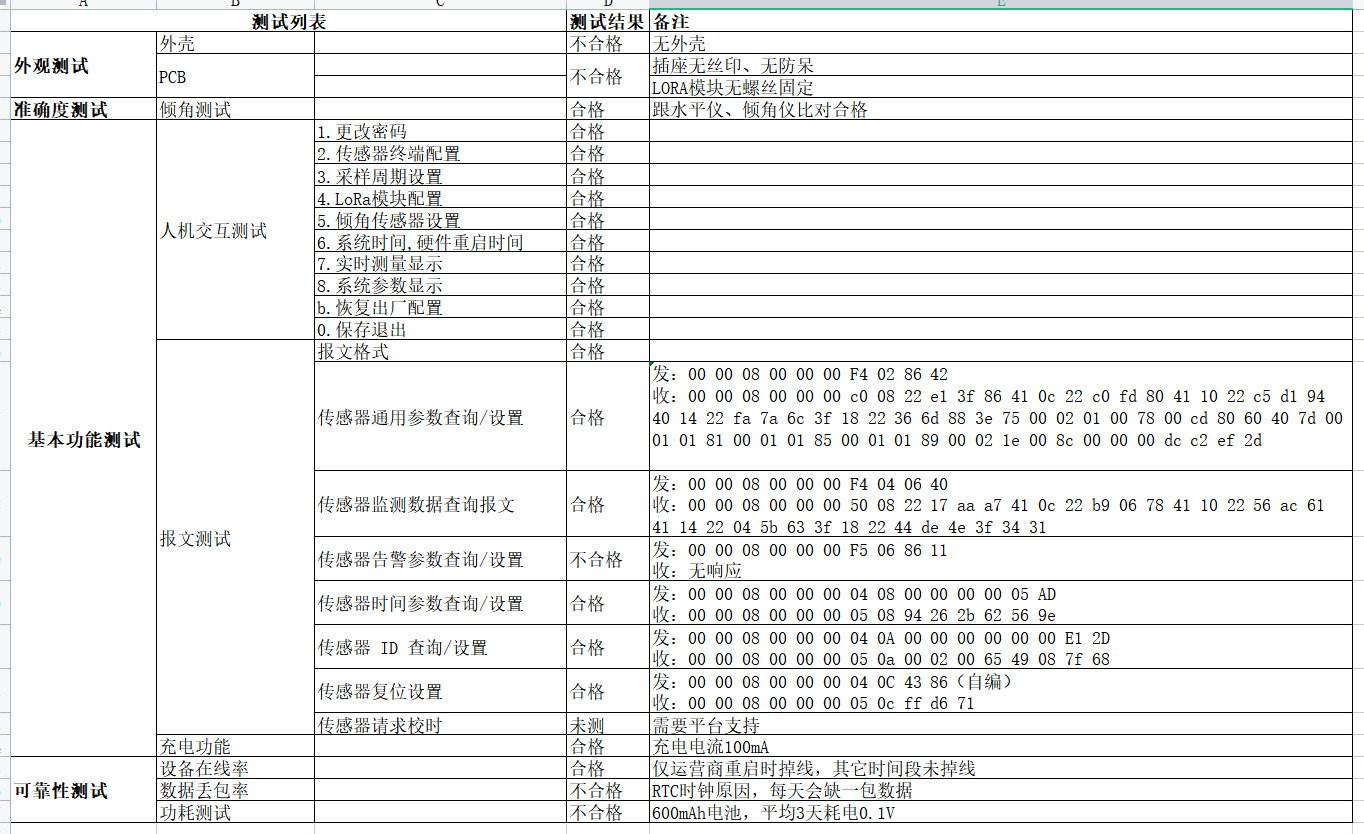 A B C D E
测试列表 测试结果 备注
外观测试 外壳 不合格 无外壳
PCB 不合格 插座无丝印、无防呆
LORA模块无螺丝固定
准确度测试 倾角测试 合格 跟水平仪、倾角仪比对合格
基本功能测试 人机交互测试 1.更改密码 合格
2.传感器终端配置 合格
3.采样周期设置 合格
4.LoRa模块配置 合格
5.倾角传感器设置 合格
6.系统时间,硬件重启时间 合格
7.实时测量显示 合格
8.系统参数显示 合格
b.恢复出厂配置 合格
0.保存退出 合格
报文测试 报文格式 合格
传感器通用参数查询/设置 合格 发: 00 00 08 00 00 00 F4 02 86 42
收: 00 00 08 00 00 00 c0 08 22 e1 3f 86 41 0c 22 c0 fd 80 41 10 22 c5 d1 94
40 14 22 fa 7a 6c 3f 18 22 36 6d 88 3e 75 00 02 01 00 78 00 cd 80 60 40 7d 00
01 01 81 00 01 01 85 00 01 01 89 00 02 1e 00 8c 00 00 00 dc c2 ef 2d
传感器监测数据查询报文 合格 发: 00 00 08 00 00 00 F4 04 06 40
收: 00 00 08 00 00 00 50 08 22 17 aa a7 41 0c 22 b9 06 78 41 10 22 56 ac 61
41 14 22 04 5b 63 3f 18 22 44 de 4e 3f 34 31
传感器告警参数查询/设置 不合格 发: 00 00 08 00 00 00 F5 06 86 11
收: 无响应
传感器时间参数查询/设置 合格 发: 00 00 08 00 00 00 04 08 00 00 00 00 05 AD
收: 00 00 08 00 00 00 05 08 94 26 2b 62 56 9e
传感器 ID 查询/设置 合格 发: 00 00 08 00 00 00 04 0A 00 00 00 00 00 00 E1 2D
收: 00 00 08 00 00 00 05 0a 00 02 00 65 49 08 7f 68
传感器复位设置 合格 发: 00 00 08 00 00 00 04 0C 43 86（自编）
收: 00 00 08 00 00 00 05 0c ff d6 71
传感器请求校时 未测 需要平台支持
充电功能 合格 充电电流100mA
可靠性测试 设备在线率 合格 仅运营商重启时掉线，其它时间段未掉线
数据丢包率 不合格 RTC时钟原因，每天会缺一包数据
功耗测试 不合格 600mAh电池，平均3天耗电0.1V